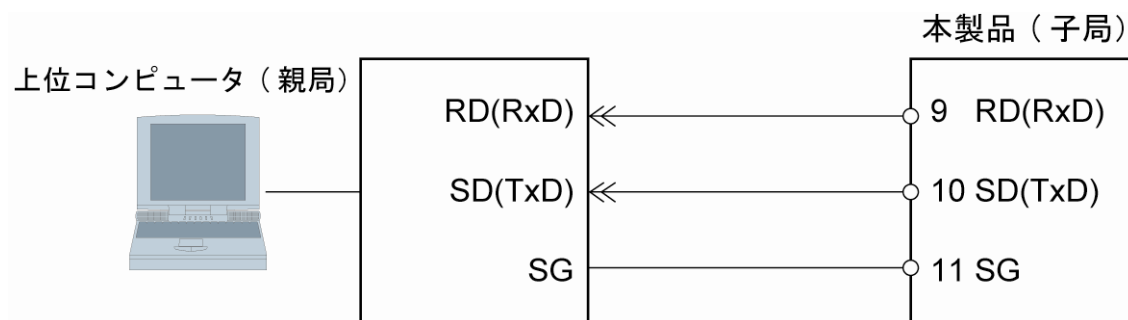 本製品（子局）
上位コンピュータ（親局）
RD(RxD)
9 RD(RxD)
SD(TxD)
10 SD(TxD)
SG
11 SG